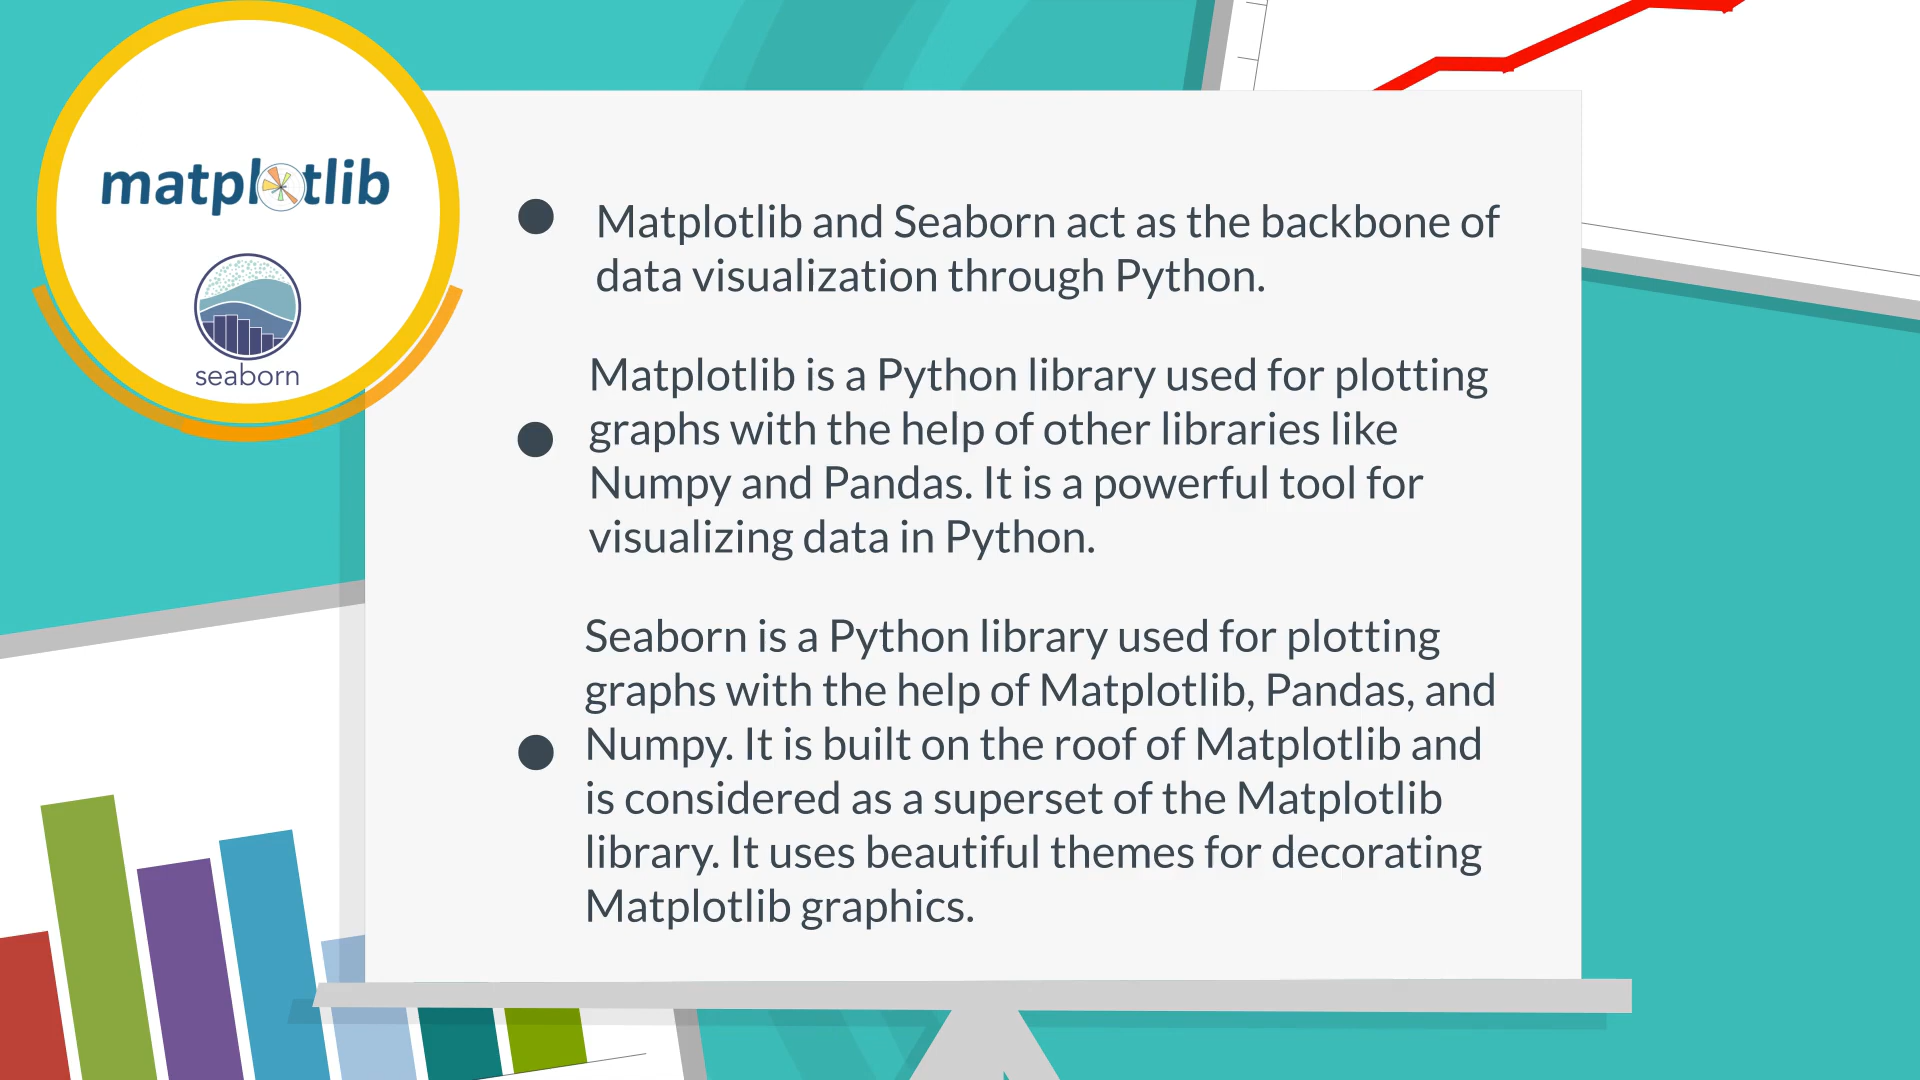 matplotlib
seaborn
Matplotlib and Seaborn act as the backbone of
data visualization through Python.
Matplotlib is a Python library used for plotting
graphs with the help of other libraries like
Numpy and Pandas. It is a powerful tool for
visualizing data in Python.
Seaborn is a Python library used for plotting
graphs with the help of Matplotlib, Pandas, and
Numpy. It is built on the roof of Matplotlib and
is considered as a superset of the Matplotlib
library. It uses beautiful themes for decorating
Matplotlib graphics.